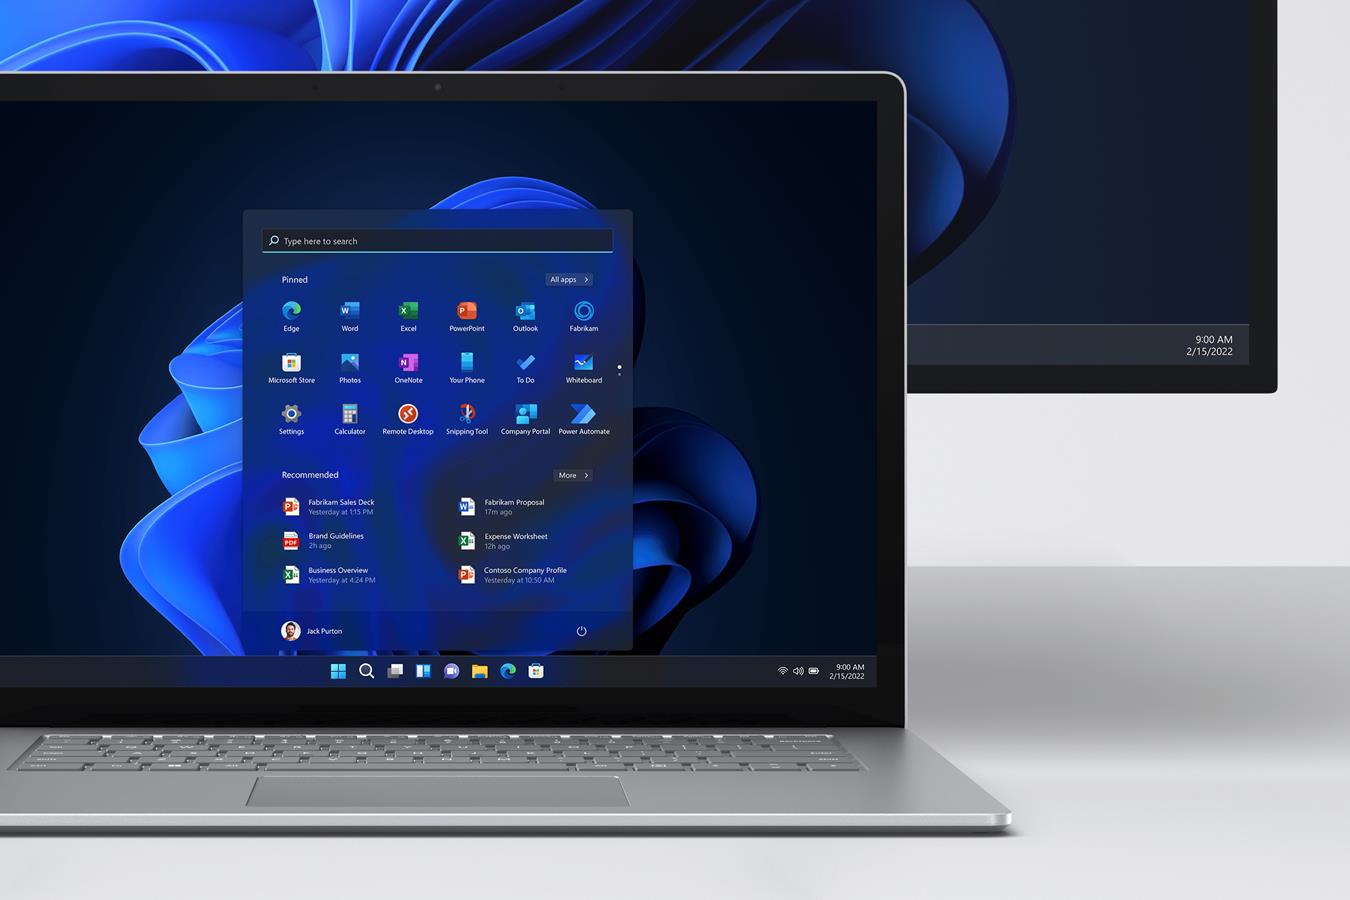 9:00 AM
2/15/2022
Type here to search
Pinned
All apps
Edge
Word
Excel
PowerPoint
Outlook
Fabrikam
Microsoft Store
Photos
OneNote
Your Phone
To Do
Whiteboard
Settings
Calculator
Remote Desktop
Snipping Tool
Company Portal
Power Automate
Recommended
More
Fabrikam Sales Deck
Yesterday at 1:15 PM
Fabrikam Proposal
17m ago
Brand Guidelines
2h ago
Expense Worksheet
12h ago
Business Overview
Yesterday at 4:24 PM
Contoso Company Profile
Yesterday at 10:50 AM
Jack Purton
9:00 AM
2/15/2022